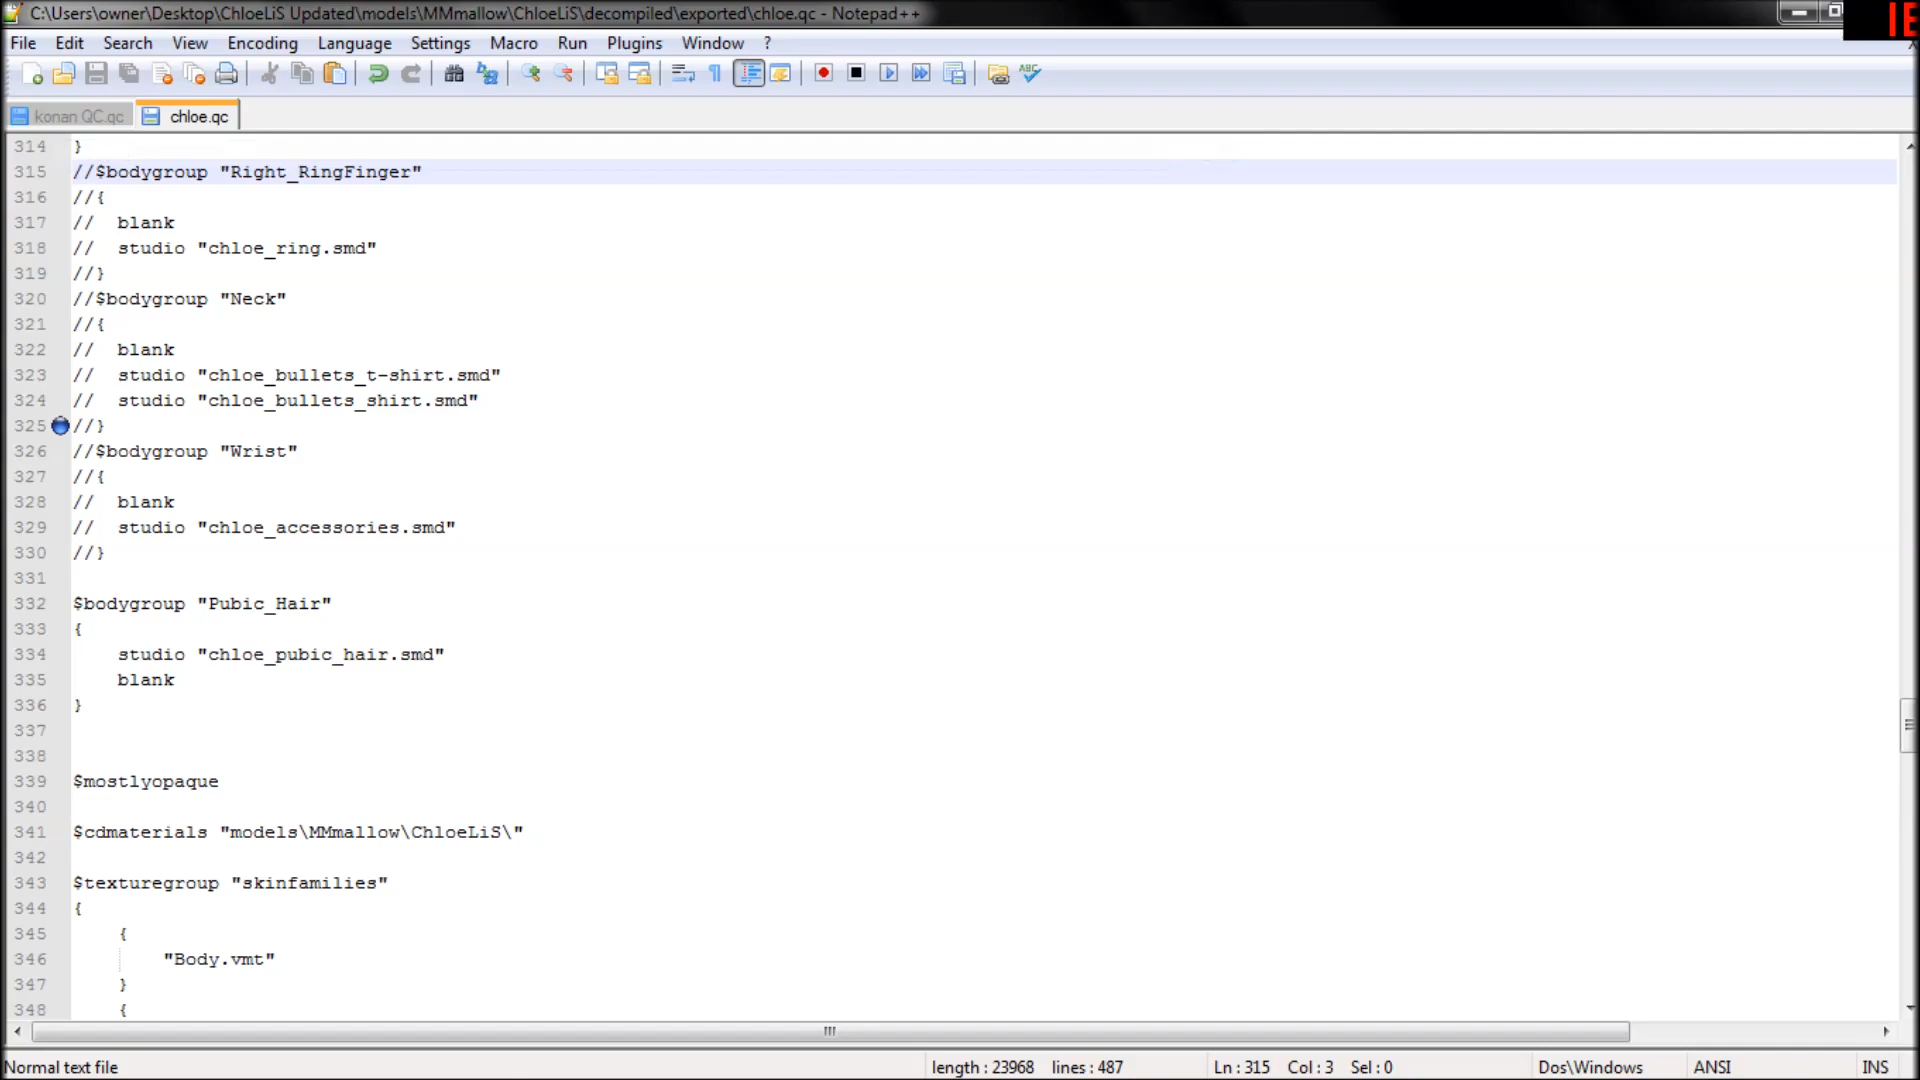 C:\Users\owner\Desktop\ChloeLiS Updated\models\MMmallow\ChloeLiS\decompiled\exported\chloe.qc - Notepad++
IE
File Edit Search View Encoding Language Settings Macro Run Plugins Window ?
konan QC.qc chloe.qc
314 }
315 //$bodygroup "Right_RingFinger"
316 //{
317 // blank
318 // studio "chloe_ring.smd"
319 //}
320 //$bodygroup "Neck"
321 //{
322 // blank
323 // studio "chloe_bullets_t-shirt.smd"
324 // studio "chloe_bullets_shirt.smd"
325 //}
326 //$bodygroup "Wrist"
327 //{
328 // blank
329 // studio "chloe_accessories.smd"
330 //}
331
332 $bodygroup "Pubic_Hair"
333 {
334 studio "chloe_pubic_hair.smd"
335 blank
336 }
337
338
339 $mostlyopaque
340
341 $cdmaterials "models\MMmallow\ChloeLiS\"
342
343 $texturegroup "skinfamilies"
344 {
345 {
346 "Body.vmt"
347 }
348 {
Normal text file length : 23968 lines : 487 Ln : 315 Col : 3 Sel : 0 Dos\Windows ANSI INS